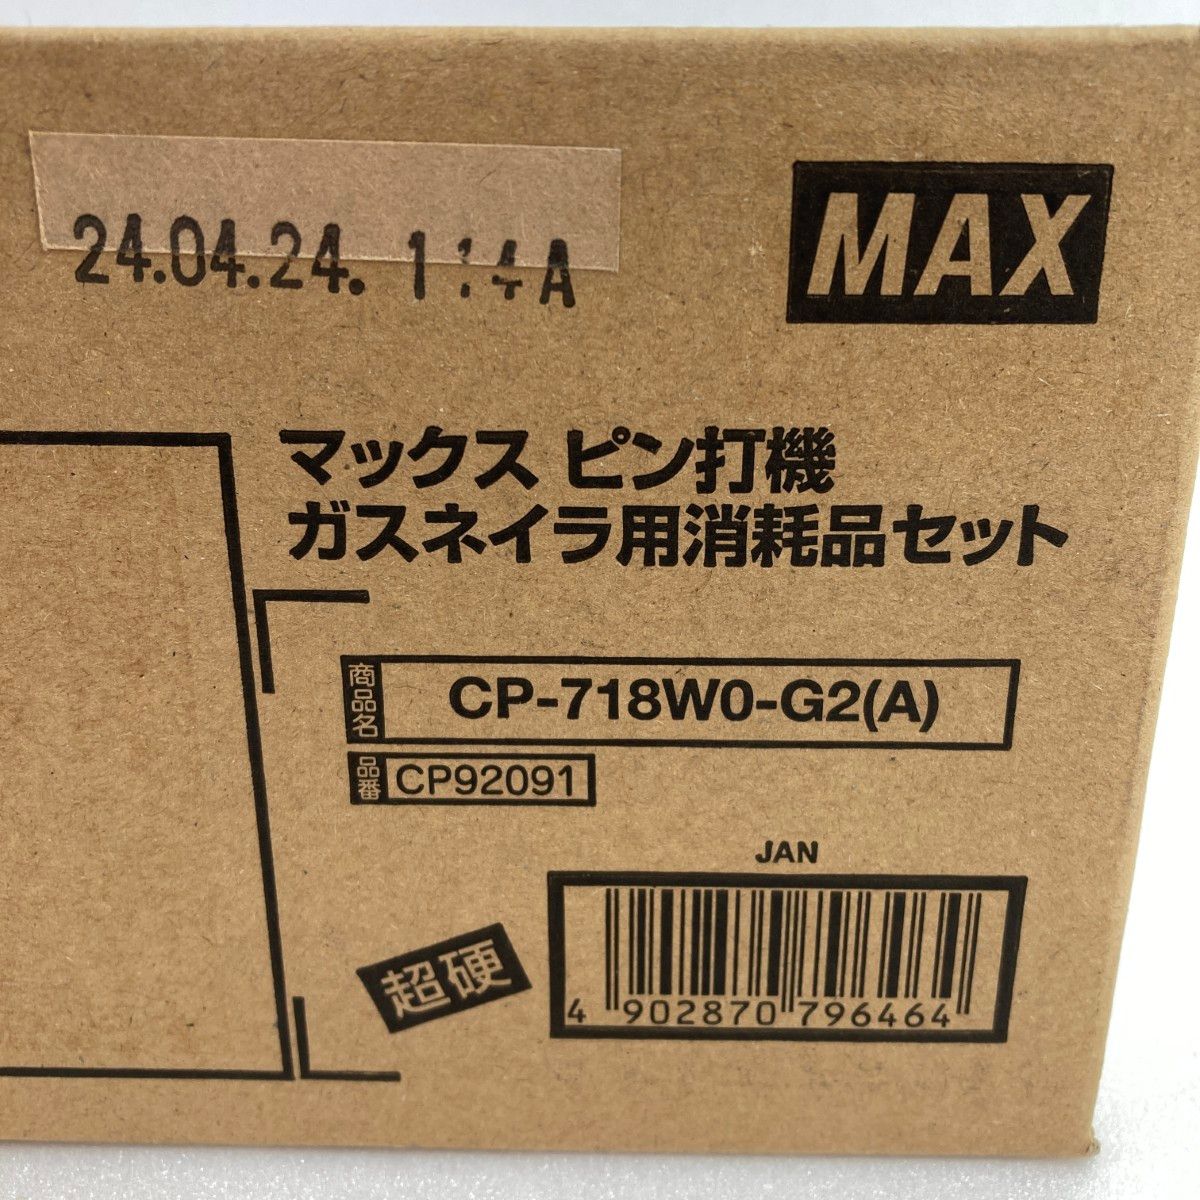 24.04.24. 114A
MAX
マックス ピン打機
ガスネイラ用消耗品セット
商品名 CP-718W0-G2(A)
品番 CP92091
JAN
超硬
4 902870 796464